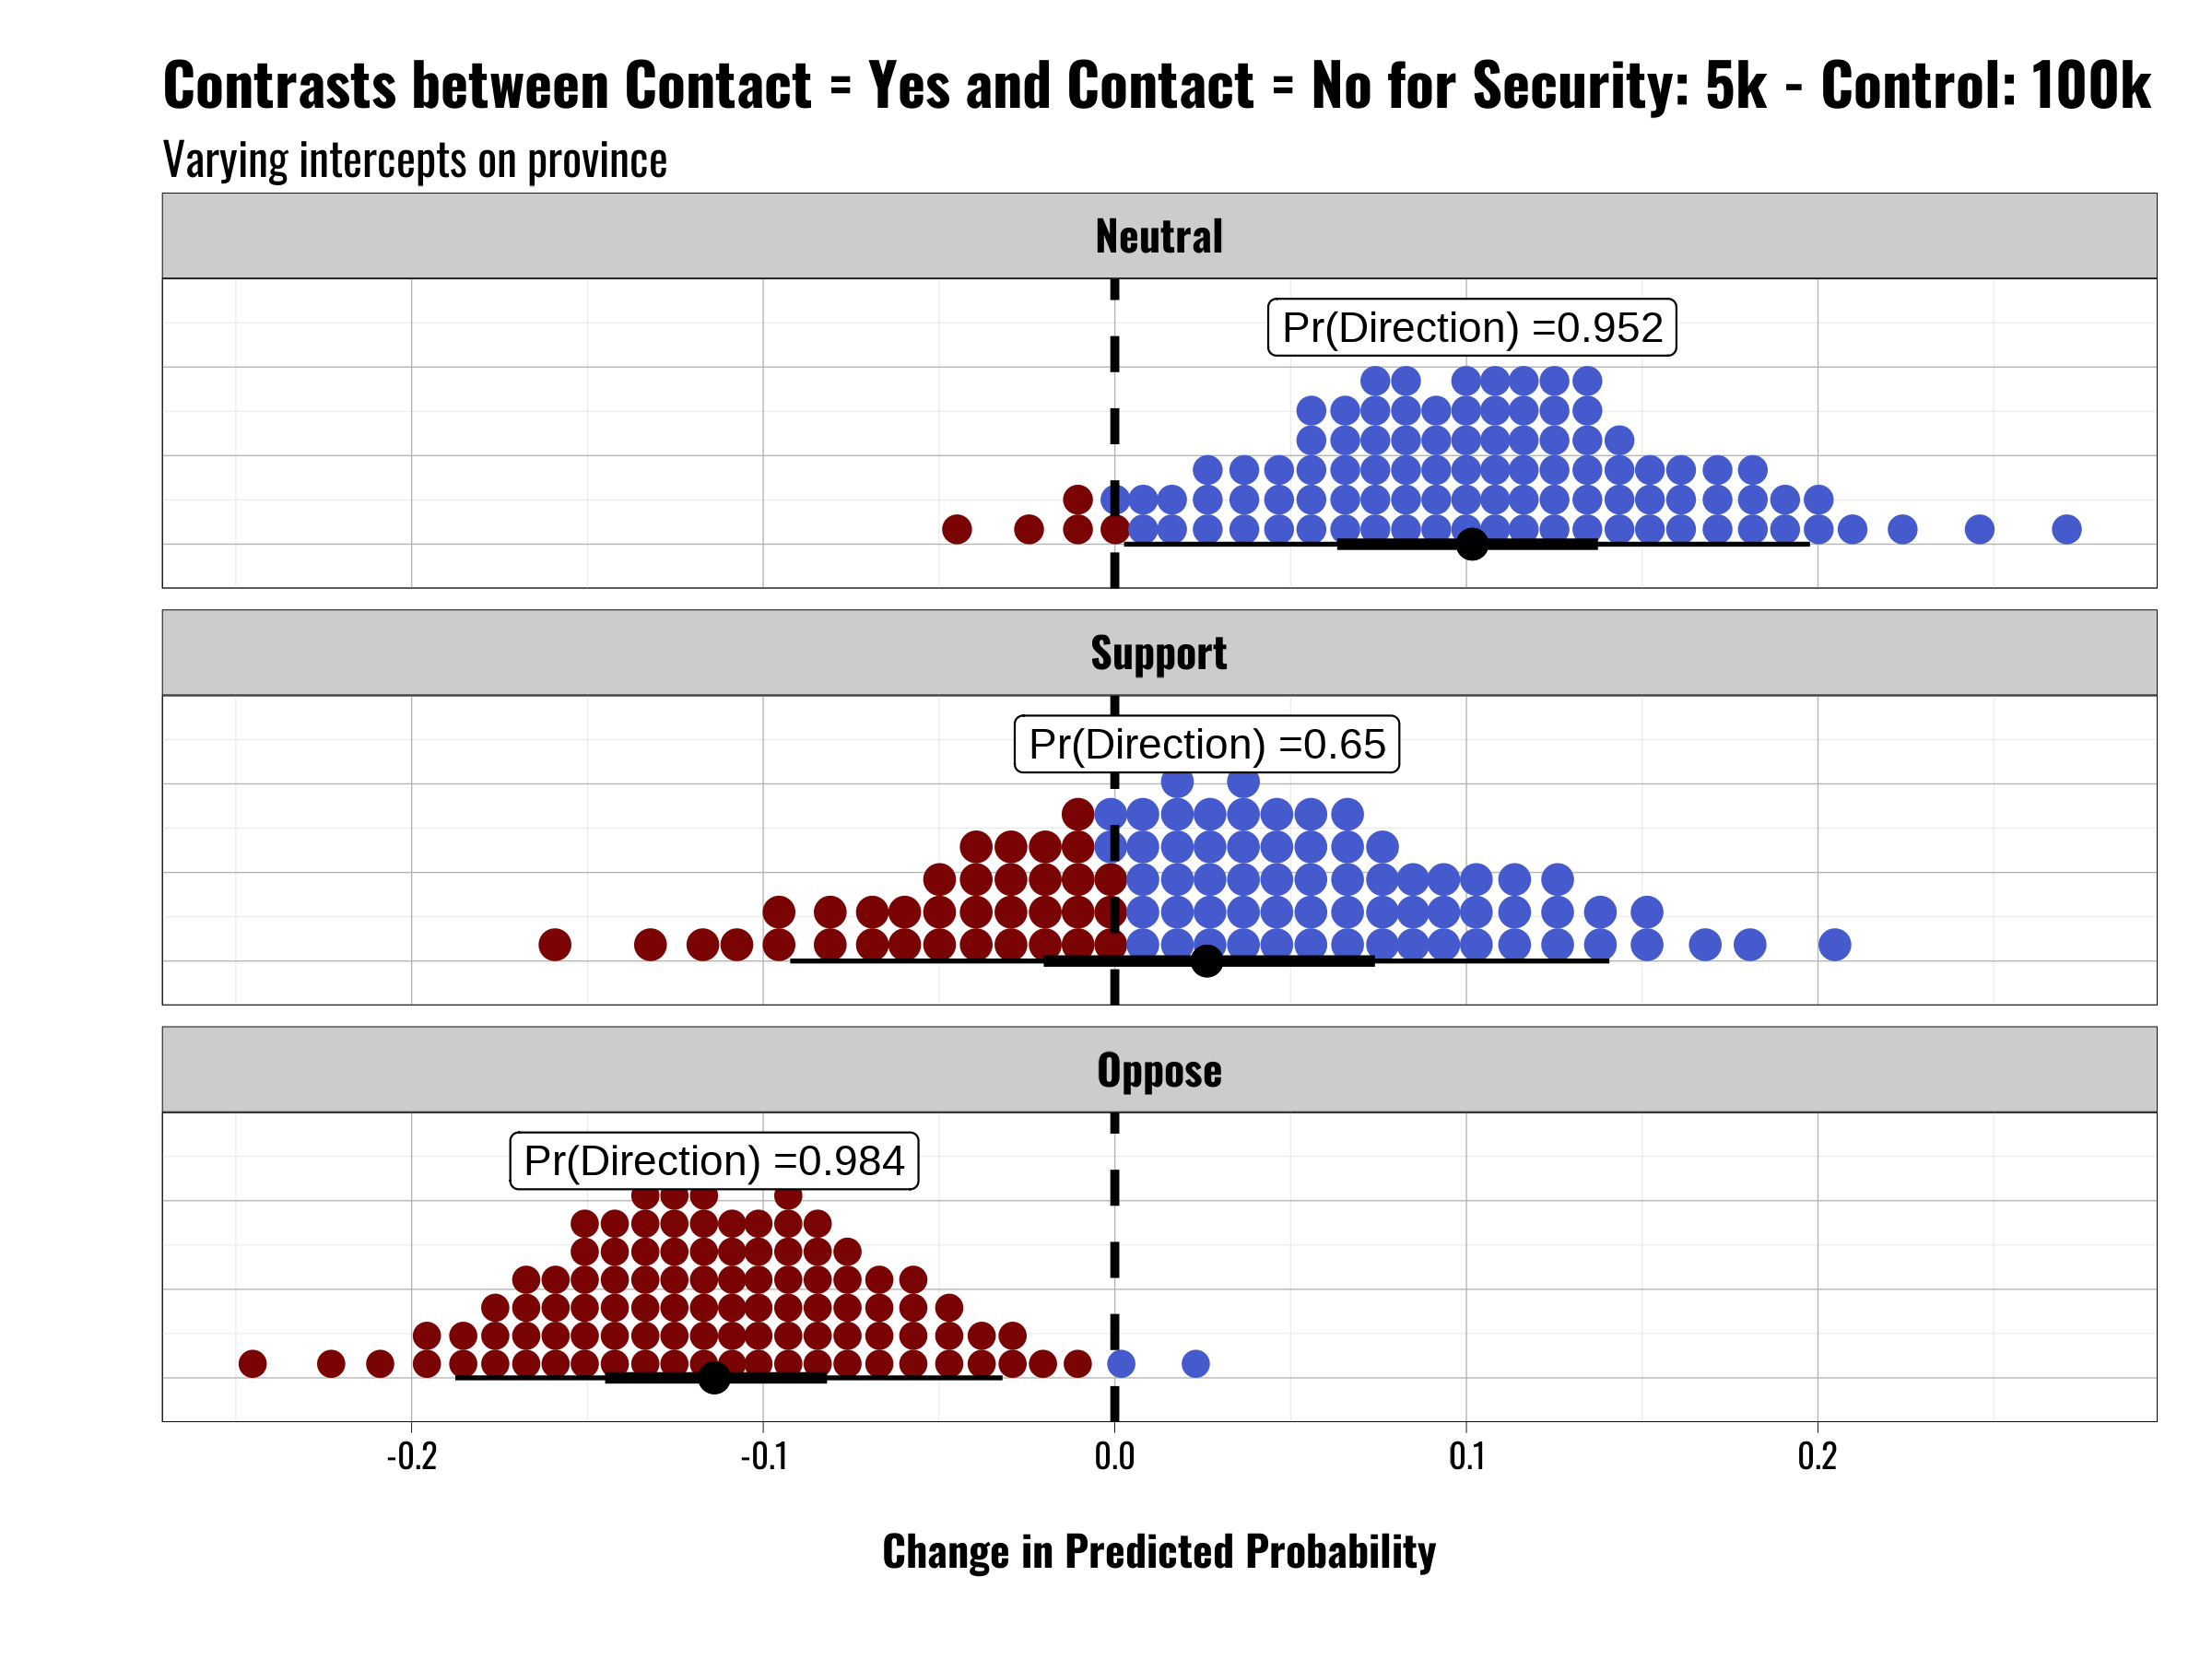 Contrasts between Contact = Yes and Contact = No for Security: 5k - Control: 100k
Varying intercepts on province
Neutral
Pr(Direction) =0.952
Support
Pr(Direction) =0.65
Oppose
Pr(Direction) =0.984
-0.2 -0.1 0.0 0.1 0.2
Change in Predicted Probability